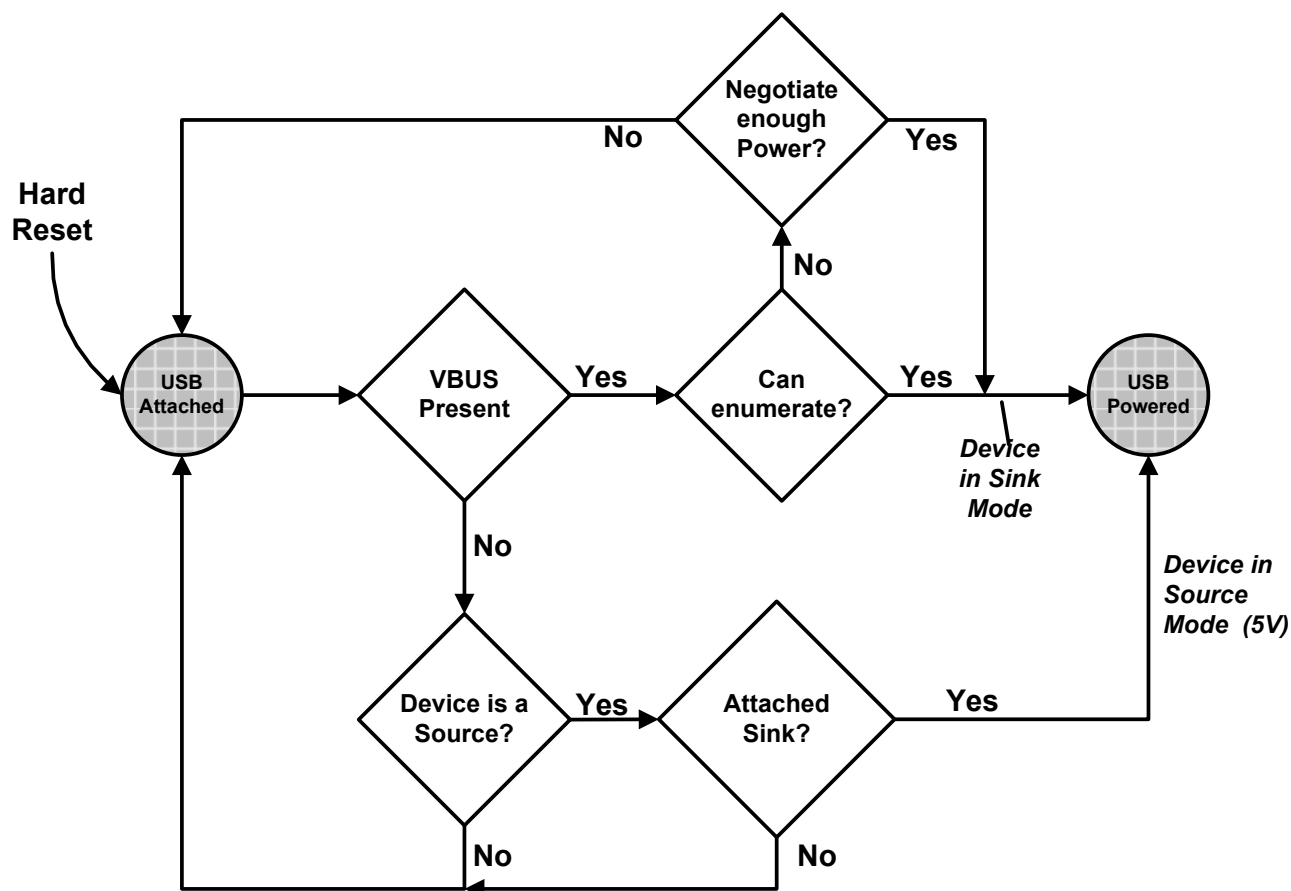 Negotiate
enough
Power?
No
Yes
Hard
Reset
No
USB
Attached
VBUS
Present
Yes
Can
enumerate?
Yes
USB
Powered
Device
in Sink
Mode
No
Device in
Source
Mode (5V)
Device is a
Source?
Yes
Attached
Sink?
Yes
No
No